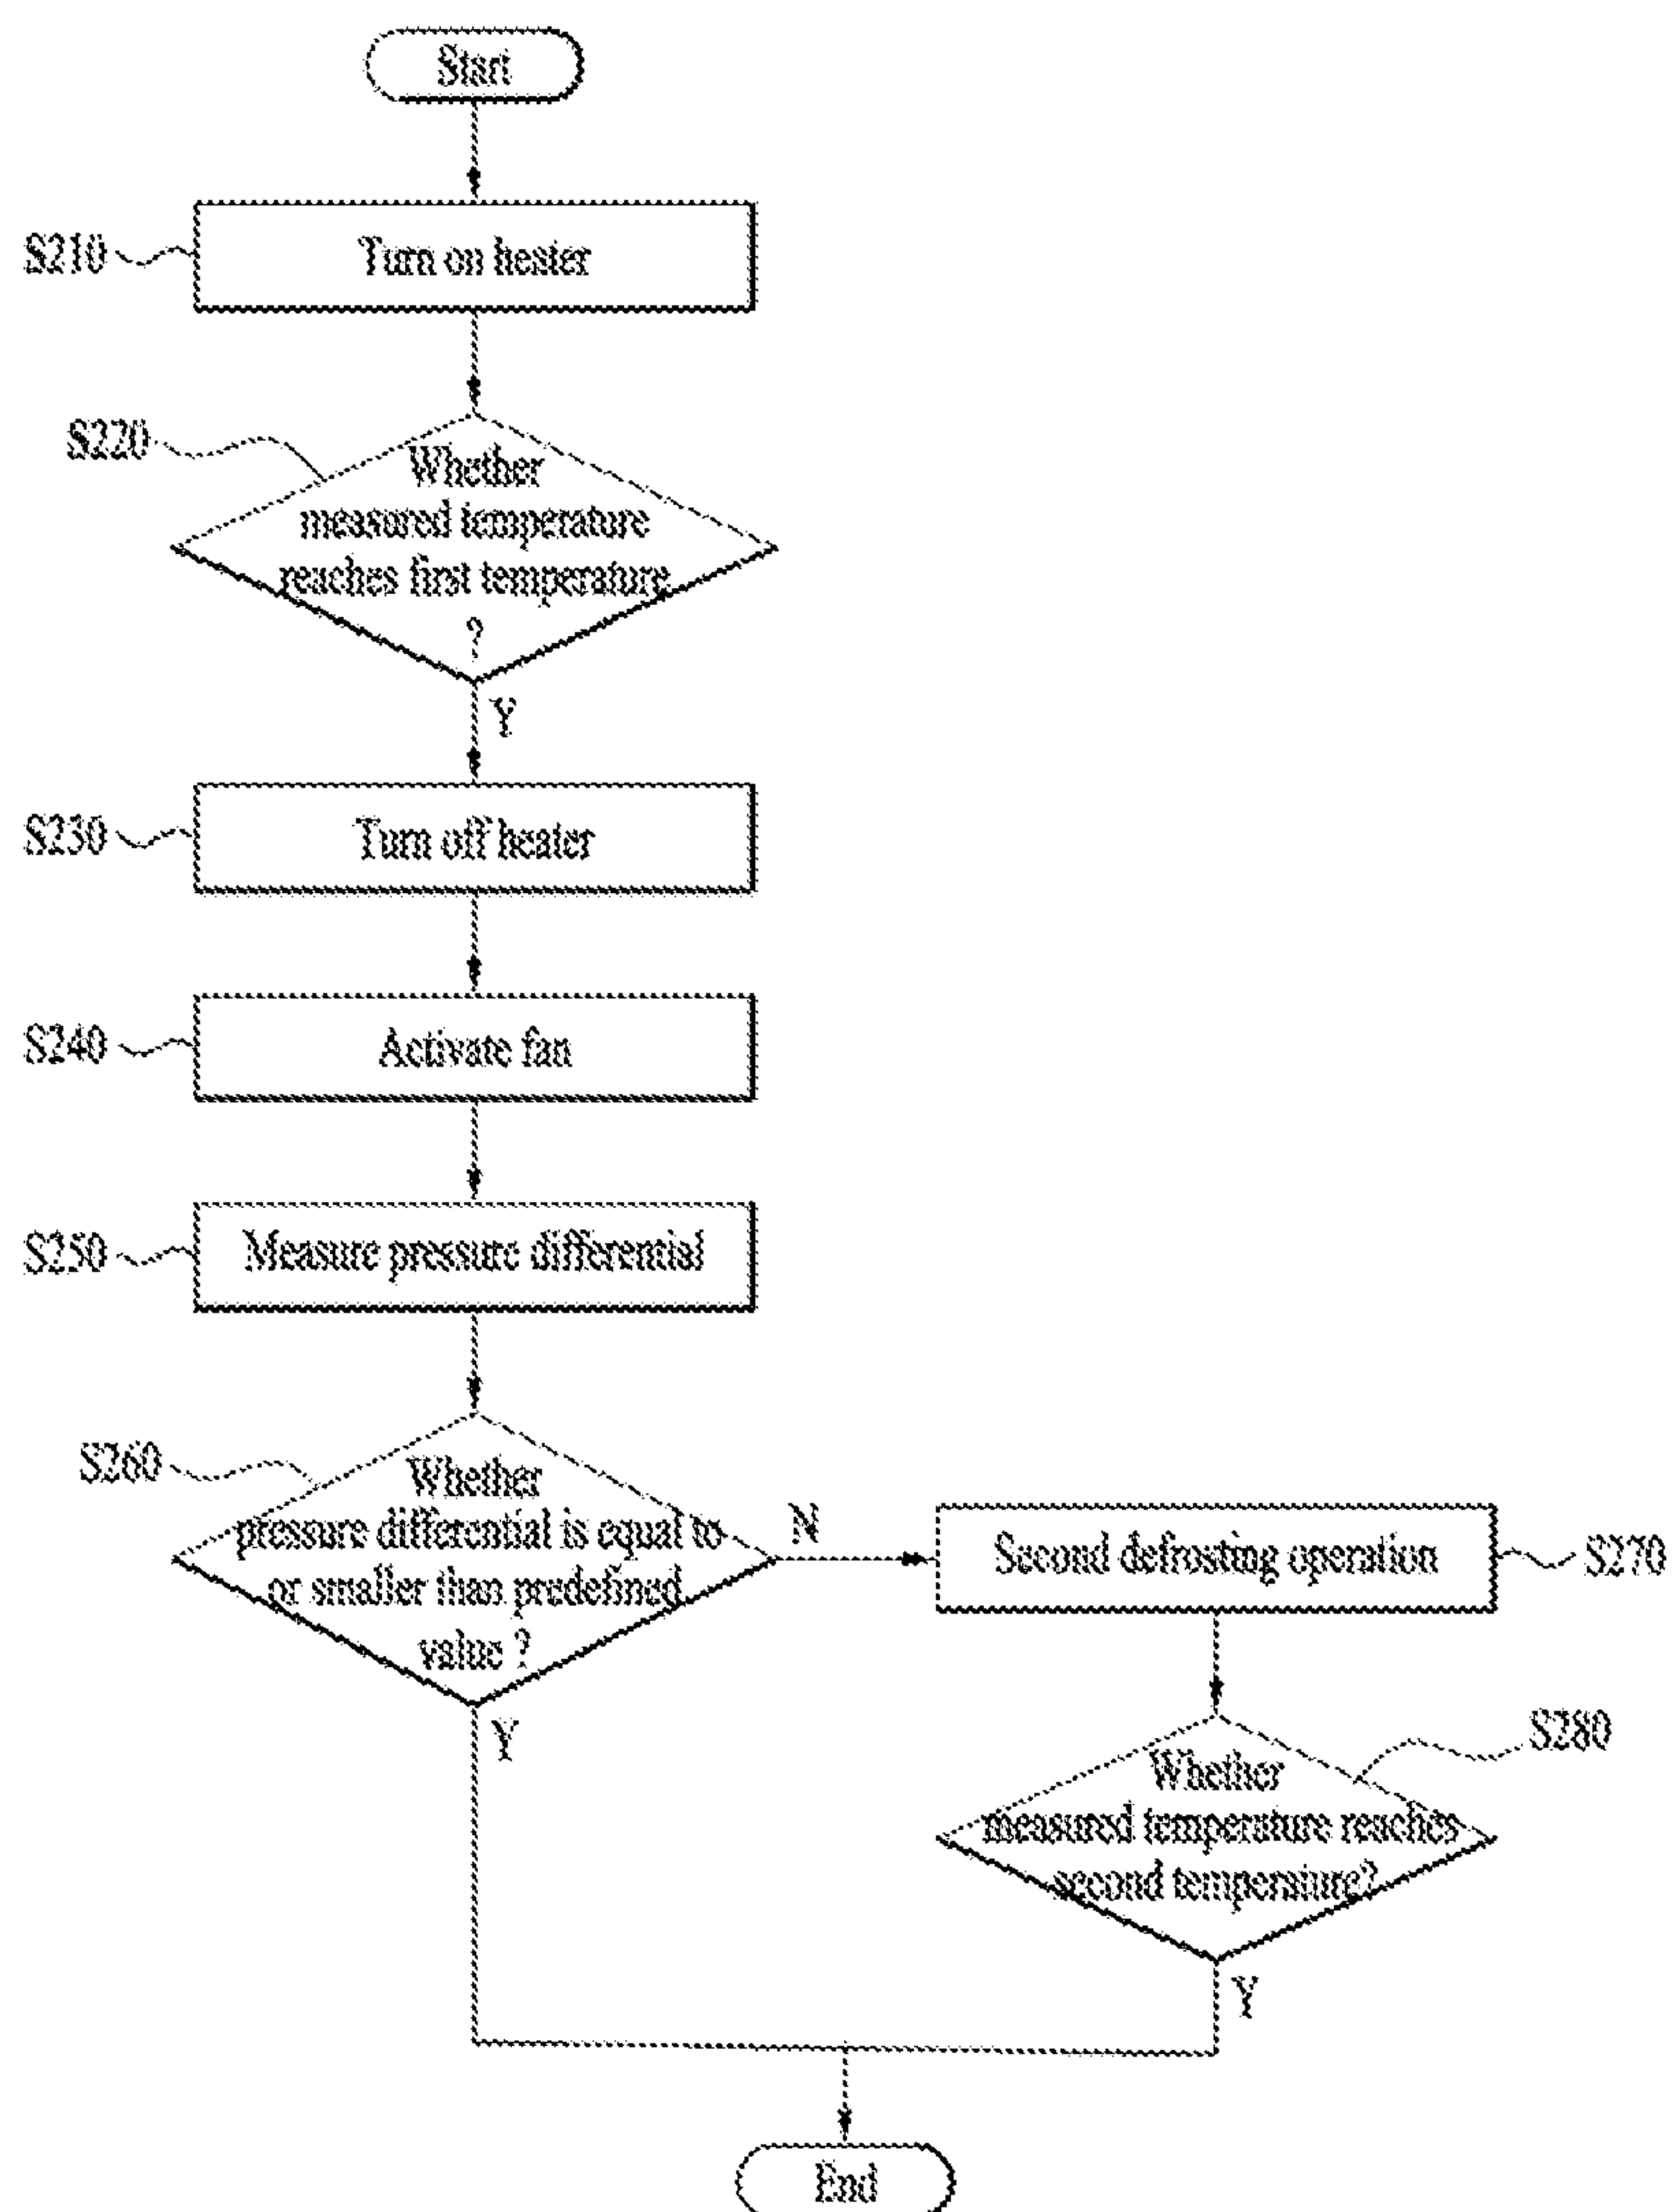 Start
S210
Turn on heater
S220
Whether
measured temperature
reaches first temperature
?
Y
S230
Turn off heater
S240
Activate fan
S250
Measure pressure differential
S260
Whether
pressure differential is equal to
or smaller than predefined
value ?
N
Y
Second defrosting operation
S270
S280
Whether
measured temperature reaches
second temperature?
Y
End